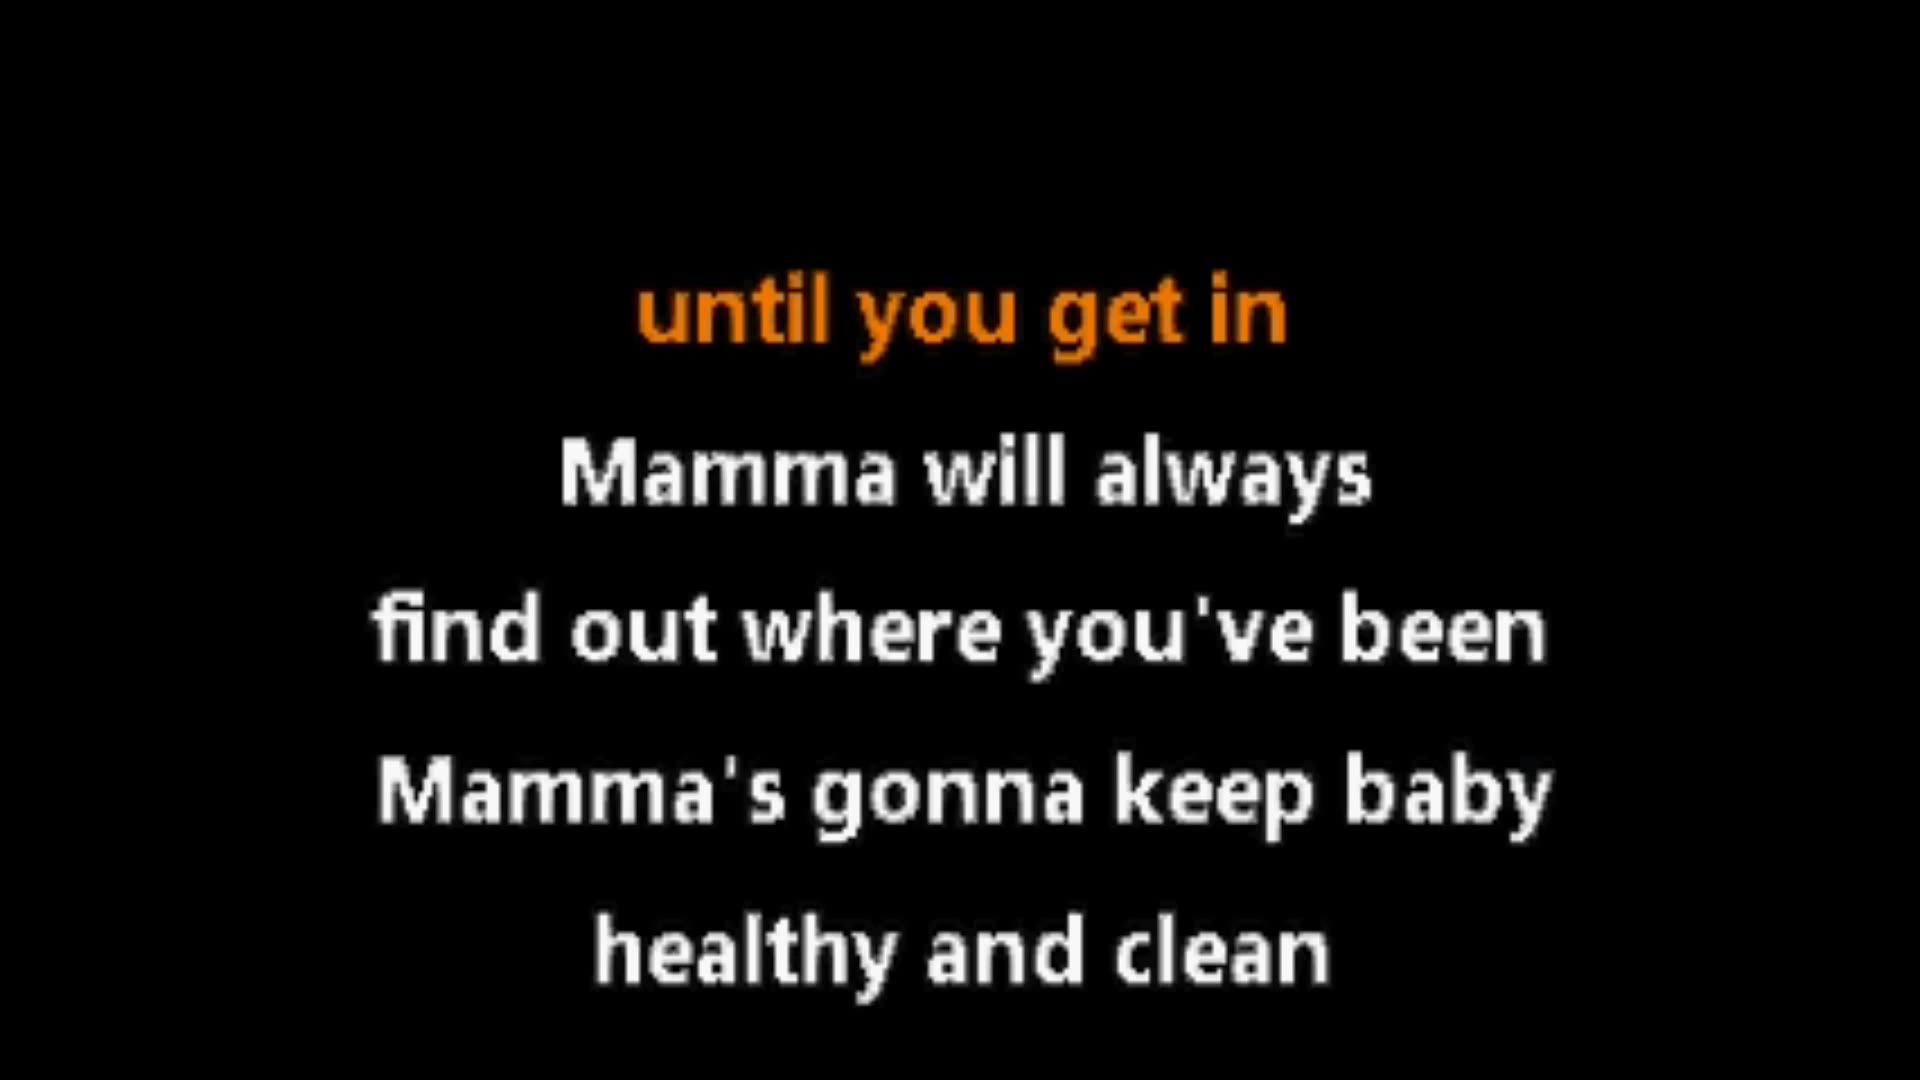 until you get in
Mamma will always
find out where you've been
Mamma's gonna keep baby
healthy and clean